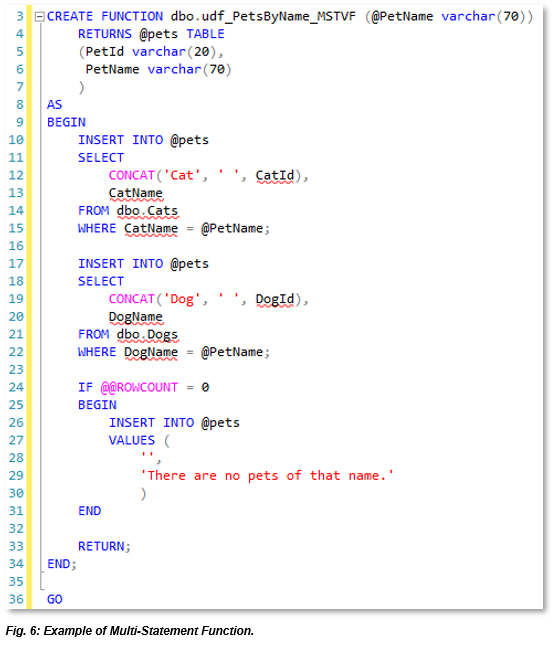 3 CREATE FUNCTION dbo.udf_PetsByName_MSTVF (@PetName varchar(70))
4 RETURNS @pets TABLE
5 (PetId varchar(20),
6 PetName varchar(70)
7 )
8 AS
9 BEGIN
10 INSERT INTO @pets
11 SELECT
12 CONCAT('Cat', ' ', CatId),
13 CatName
14 FROM dbo.Cats
15 WHERE CatName = @PetName;
16
17 INSERT INTO @pets
18 SELECT
19 CONCAT('Dog', ' ', DogId),
20 DogName
21 FROM dbo.Dogs
22 WHERE DogName = @PetName;
23
24 IF @@ROWCOUNT = 0
25 BEGIN
26 INSERT INTO @pets
27 VALUES (
28 '',
29 'There are no pets of that name.'
30 )
31 END
32
33 RETURN;
34 END;
35
36 GO
Fig. 6: Example of Multi-Statement Function.